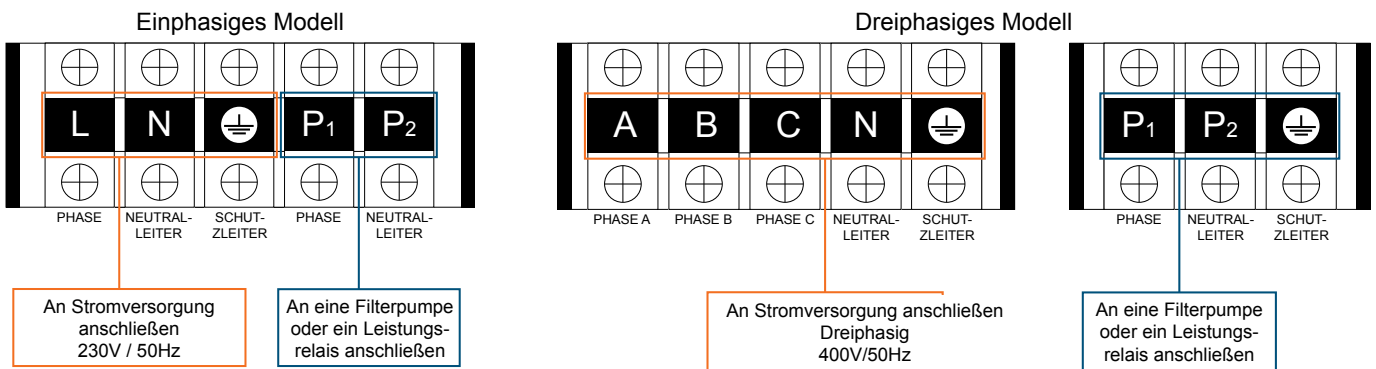 Einphasiges Modell
L N P1 P2
PHASE NEUTRAL- SCHUT- PHASE NEUTRAL-
LEITER ZLEITER LEITER
An Stromversorgung
anschließen
230V / 50Hz
An eine Filterpumpe
oder ein Leistungs-
relais anschließen
Dreiphasiges Modell
A B C N
PHASE A PHASE B PHASE C NEUTRAL- SCHUT-
LEITER ZLEITER
An Stromversorgung anschließen
Dreiphasig
400V/50Hz
P1 P2
PHASE NEUTRAL- SCHUT-
LEITER ZLEITER
An eine Filterpumpe
oder ein Leistungs-
relais anschließen